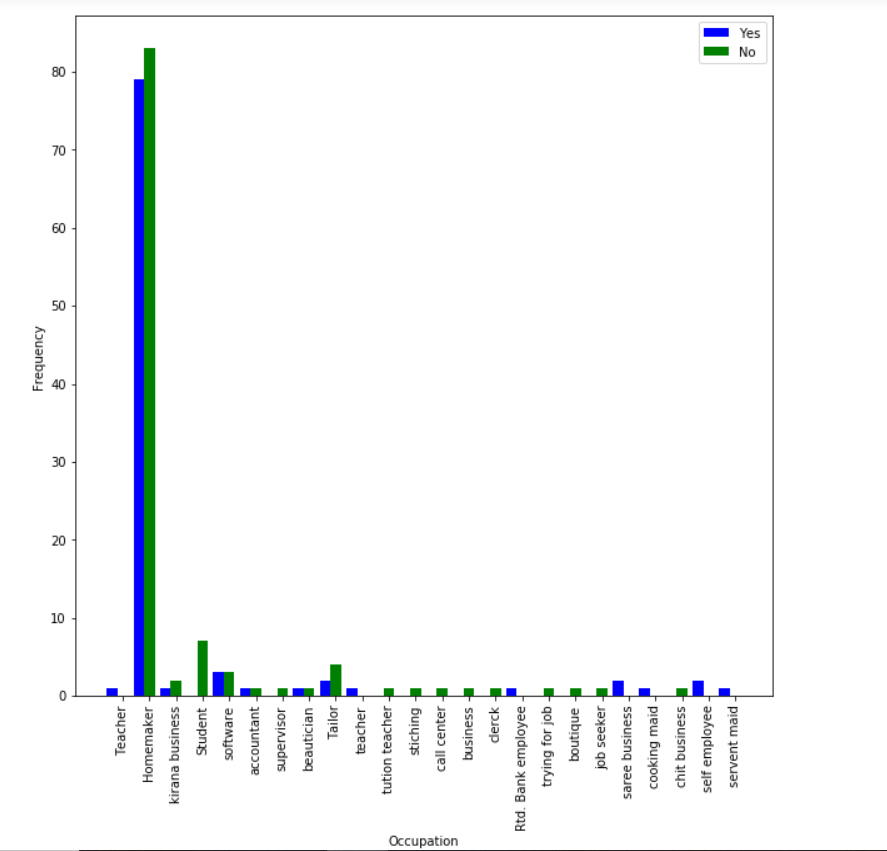 Yes
No
80
70
60
50
40
30
20
10
0
Frequency
Teacher
Homemaker
kirana business
Student
software
accountant
supervisor
beautician
Tailor
teacher
tution teacher
stiching
call center
business
clerck
Rtd. Bank employee
trying for job
boutique
job seeker
saree business
cooking maid
chit business
self employee
servent maid
Occupation